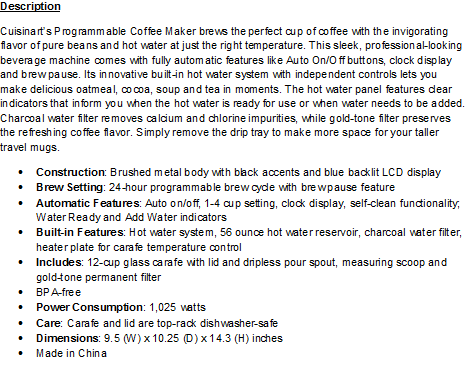 Description
Cuisinart's Programmable Coffee Maker brews the perfect cup of coffee with the invigorating
flavor of pure beans and hot water at just the right temperature. This sleek, professional-looking
beverage machine comes with fully automatic features like Auto On/Off buttons, clock display
and brew pause. Its innovative built-in hot water system with independent controls lets you
make delicious oatmeal, cocoa, soup and tea in moments. The hot water panel features clear
indicators that inform you when the hot water is ready for use or when water needs to be added.
Charcoal water filter removes calcium and chlorine impurities, while gold-tone filter preserves
the refreshing coffee flavor. Simply remove the drip tray to make more space for your taller
travel mugs.
• Construction: Brushed metal body with black accents and blue backlit LCD display
• Brew Setting: 24-hour programmable brew cycle with brew pause feature
• Automatic Features: Auto on/off, 1-4 cup setting, clock display, self-clean functionality;
Water Ready and Add Water indicators
• Built-in Features: Hot water system, 56 ounce hot water reservoir, charcoal water filter,
heater plate for carafe temperature control
• Includes: 12-cup glass carafe with lid and dripless pour spout, measuring scoop and
gold-tone permanent filter
• BPA-free
• Power Consumption: 1,025 watts
• Care: Carafe and lid are top-rack dishwasher-safe
• Dimensions: 9.5 (W) x 10.25 (D) x 14.3 (H) inches
• Made in China